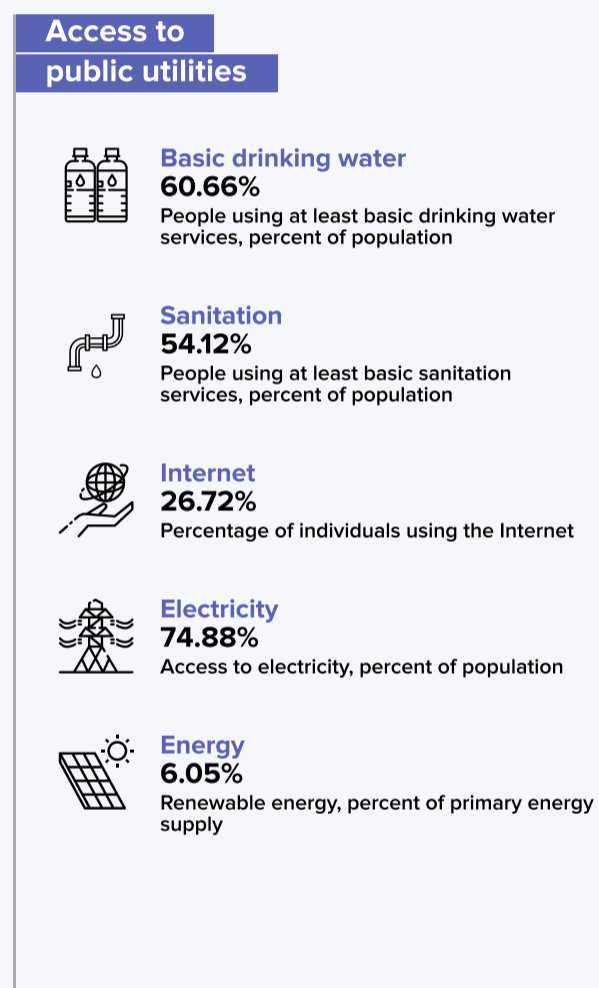 Access to
public utilities
Basic drinking water
60.66%
People using at least basic drinking water
services, percent of population
Sanitation
54.12%
People using at least basic sanitation
services, percent of population
Internet
26.72%
Percentage of individuals using the Internet
Electricity
74.88%
Access to electricity, percent of population
Energy
6.05%
Renewable energy, percent of primary energy
supply